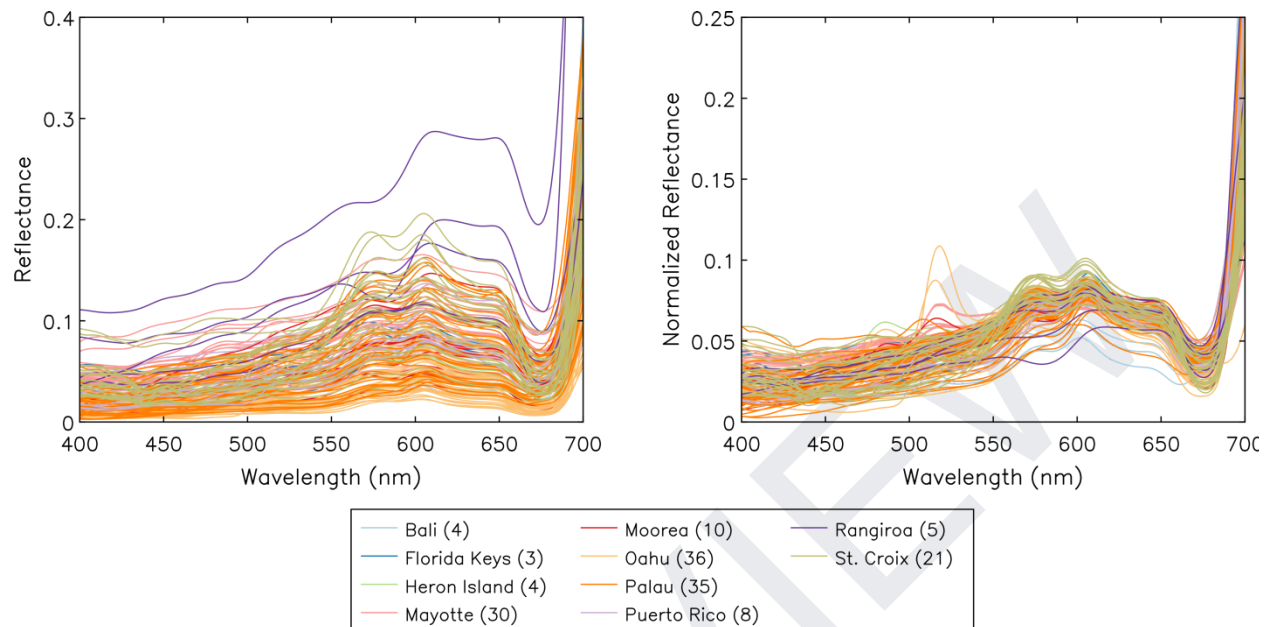 0.4
0.3
0.2
0.1
0
Reflectance
400 450 500 550 600 650 700
Wavelength (nm)
0.25
0.2
0.15
0.1
0.05
0
Normalized Reflectance
400 450 500 550 600 650 700
Wavelength (nm)
Bali (4)
Florida Keys (3)
Heron Island (4)
Mayotte (30)
Moorea (10)
Oahu (36)
Palau (35)
Puerto Rico (8)
Rangiroa (5)
St. Croix (21)
VIEW